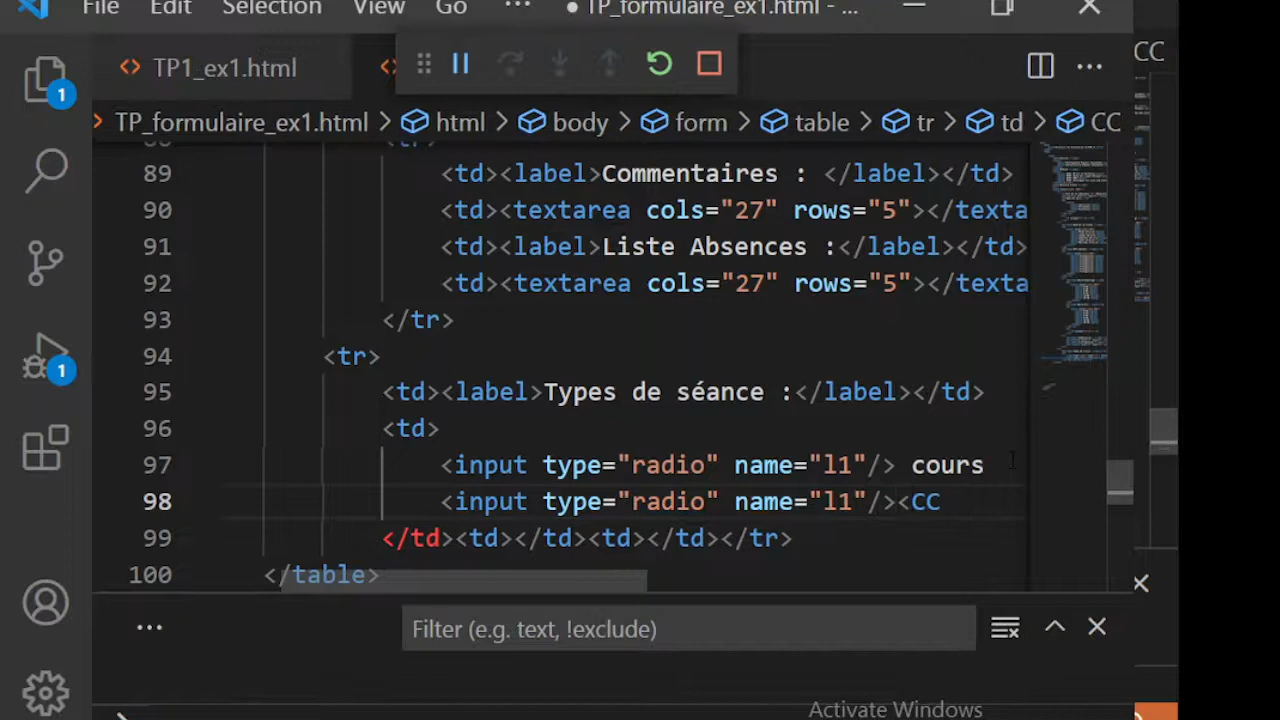 File Edit Selection View Go ··· ● TP_formulaire_ex1.html - ...
CC
TP1_ex1.html
1
TP_formulaire_ex1.html > html > body > form > table > tr > td > CC
89 <td><label>Commentaires : </label></td>
90 <td><textarea cols="27" rows="5"></texta
91 <td><label>Liste Absences :</label></td>
92 <td><textarea cols="27" rows="5"></texta
93 </tr>
94 <tr>
95 <td><label>Types de séance :</label></td>
1
96 <td>
97 <input type="radio" name="l1"/> cours
98 <input type="radio" name="l1"/><CC
99 </td><td></td><td></td></tr>
100 </table>
··· Filter (e.g. text, !exclude)
Activate Windows